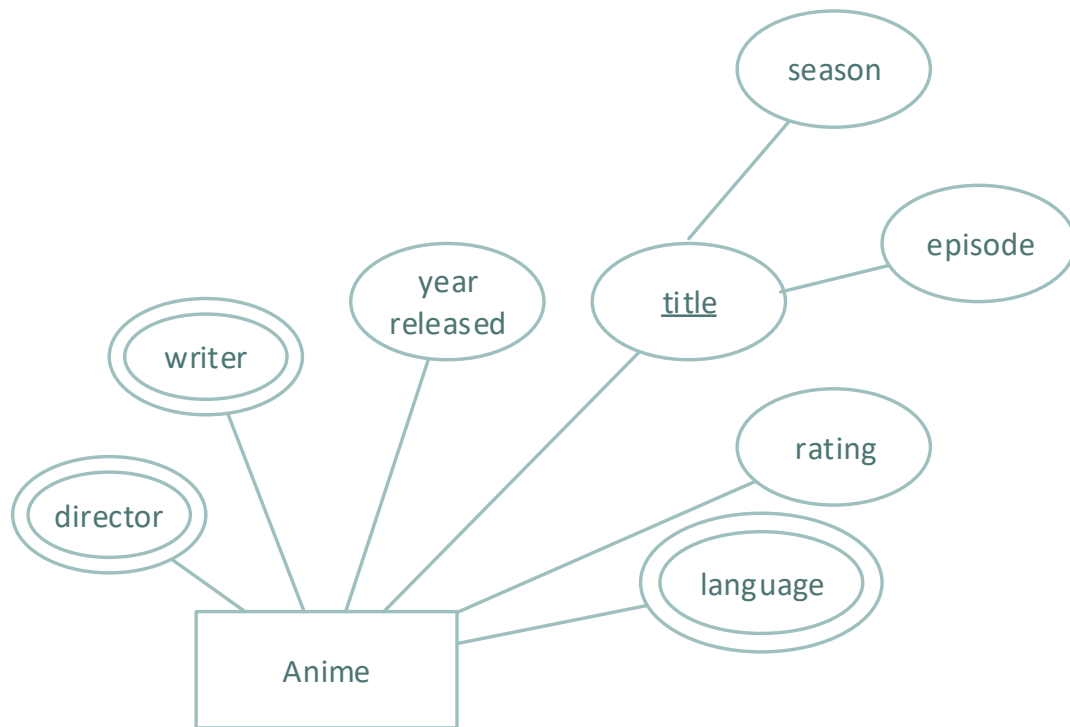 season
episode
year
released
title
writer
rating
director
language
Anime